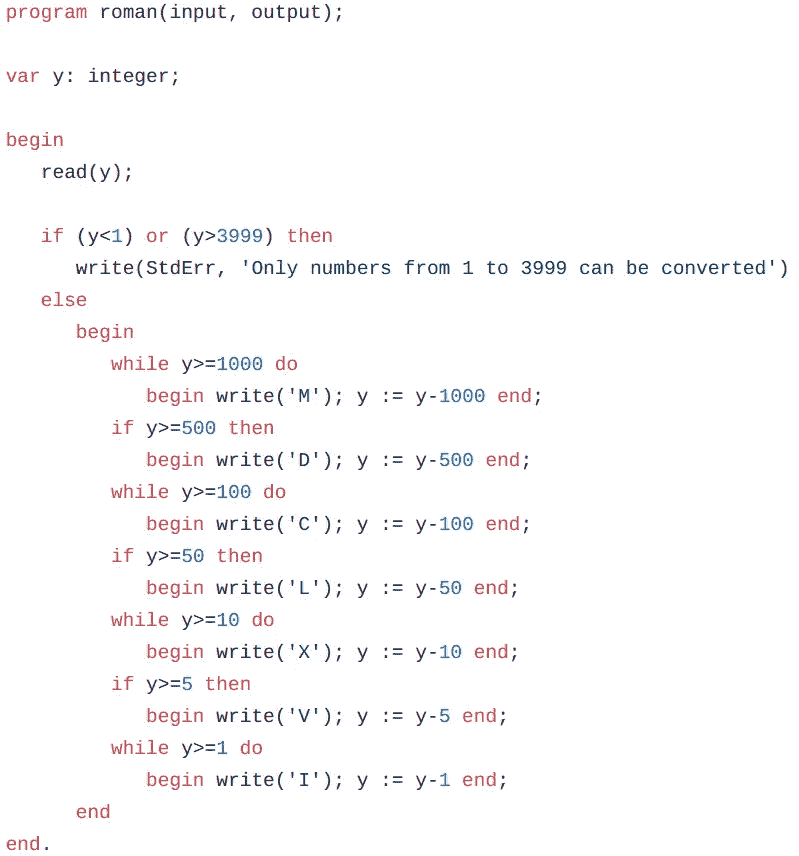 program roman(input, output);
var y: integer;
begin
read(y);
if (y<1) or (y>3999) then
write(StdErr, 'Only numbers from 1 to 3999 can be converted')
else
begin
while y>=1000 do
begin write('M'); y := y-1000 end;
if y>=500 then
begin write('D'); y := y-500 end;
while y>=100 do
begin write('C'); y := y-100 end;
if y>=50 then
begin write('L'); y := y-50 end;
while y>=10 do
begin write('X'); y := y-10 end;
if y>=5 then
begin write('V'); y := y-5 end;
while y>=1 do
begin write('I'); y := y-1 end;
end
end.